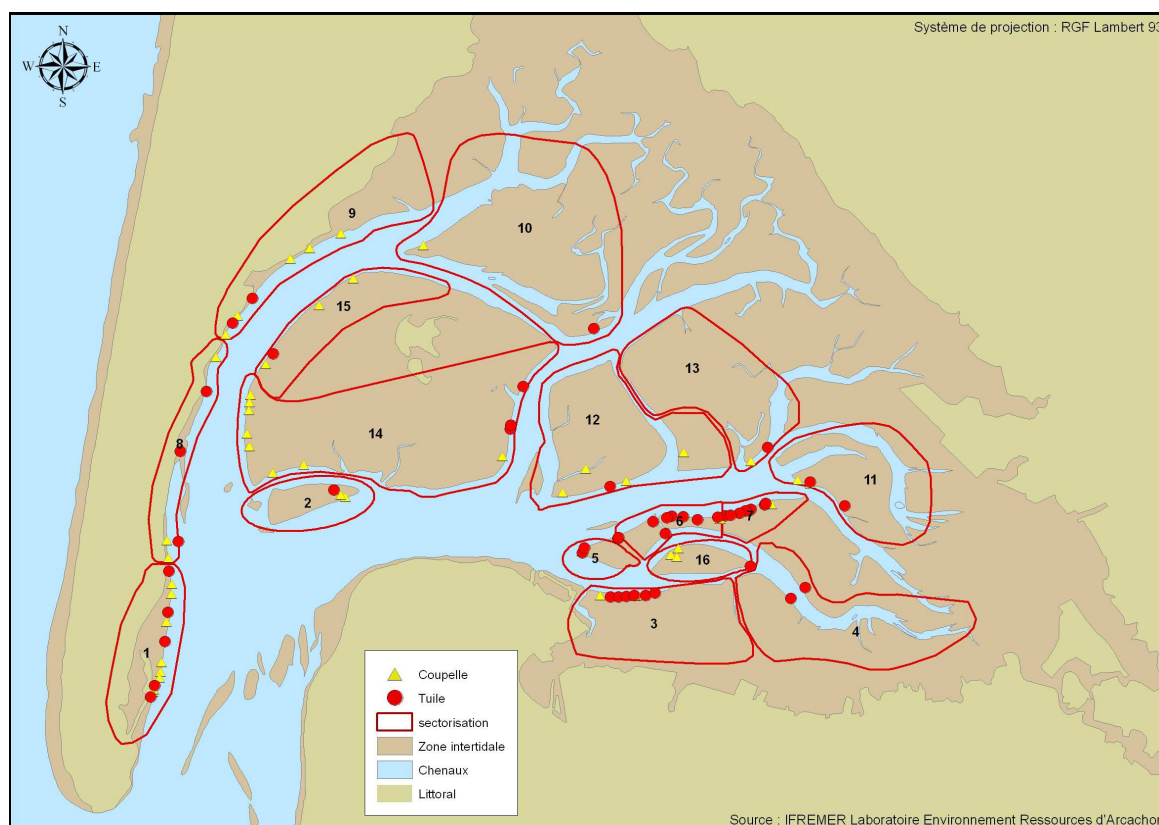 Système de projection : RGF Lambert 93
N
W E
S
9
10
15
13
12
8
14
11
2
7
6
5
16
3
4
1
Coupelle
Tuile
sectorisation
Zone intertidale
Chenaux
Littoral
Source : IFREMER Laboratoire Environnement Ressources d'Arcachon